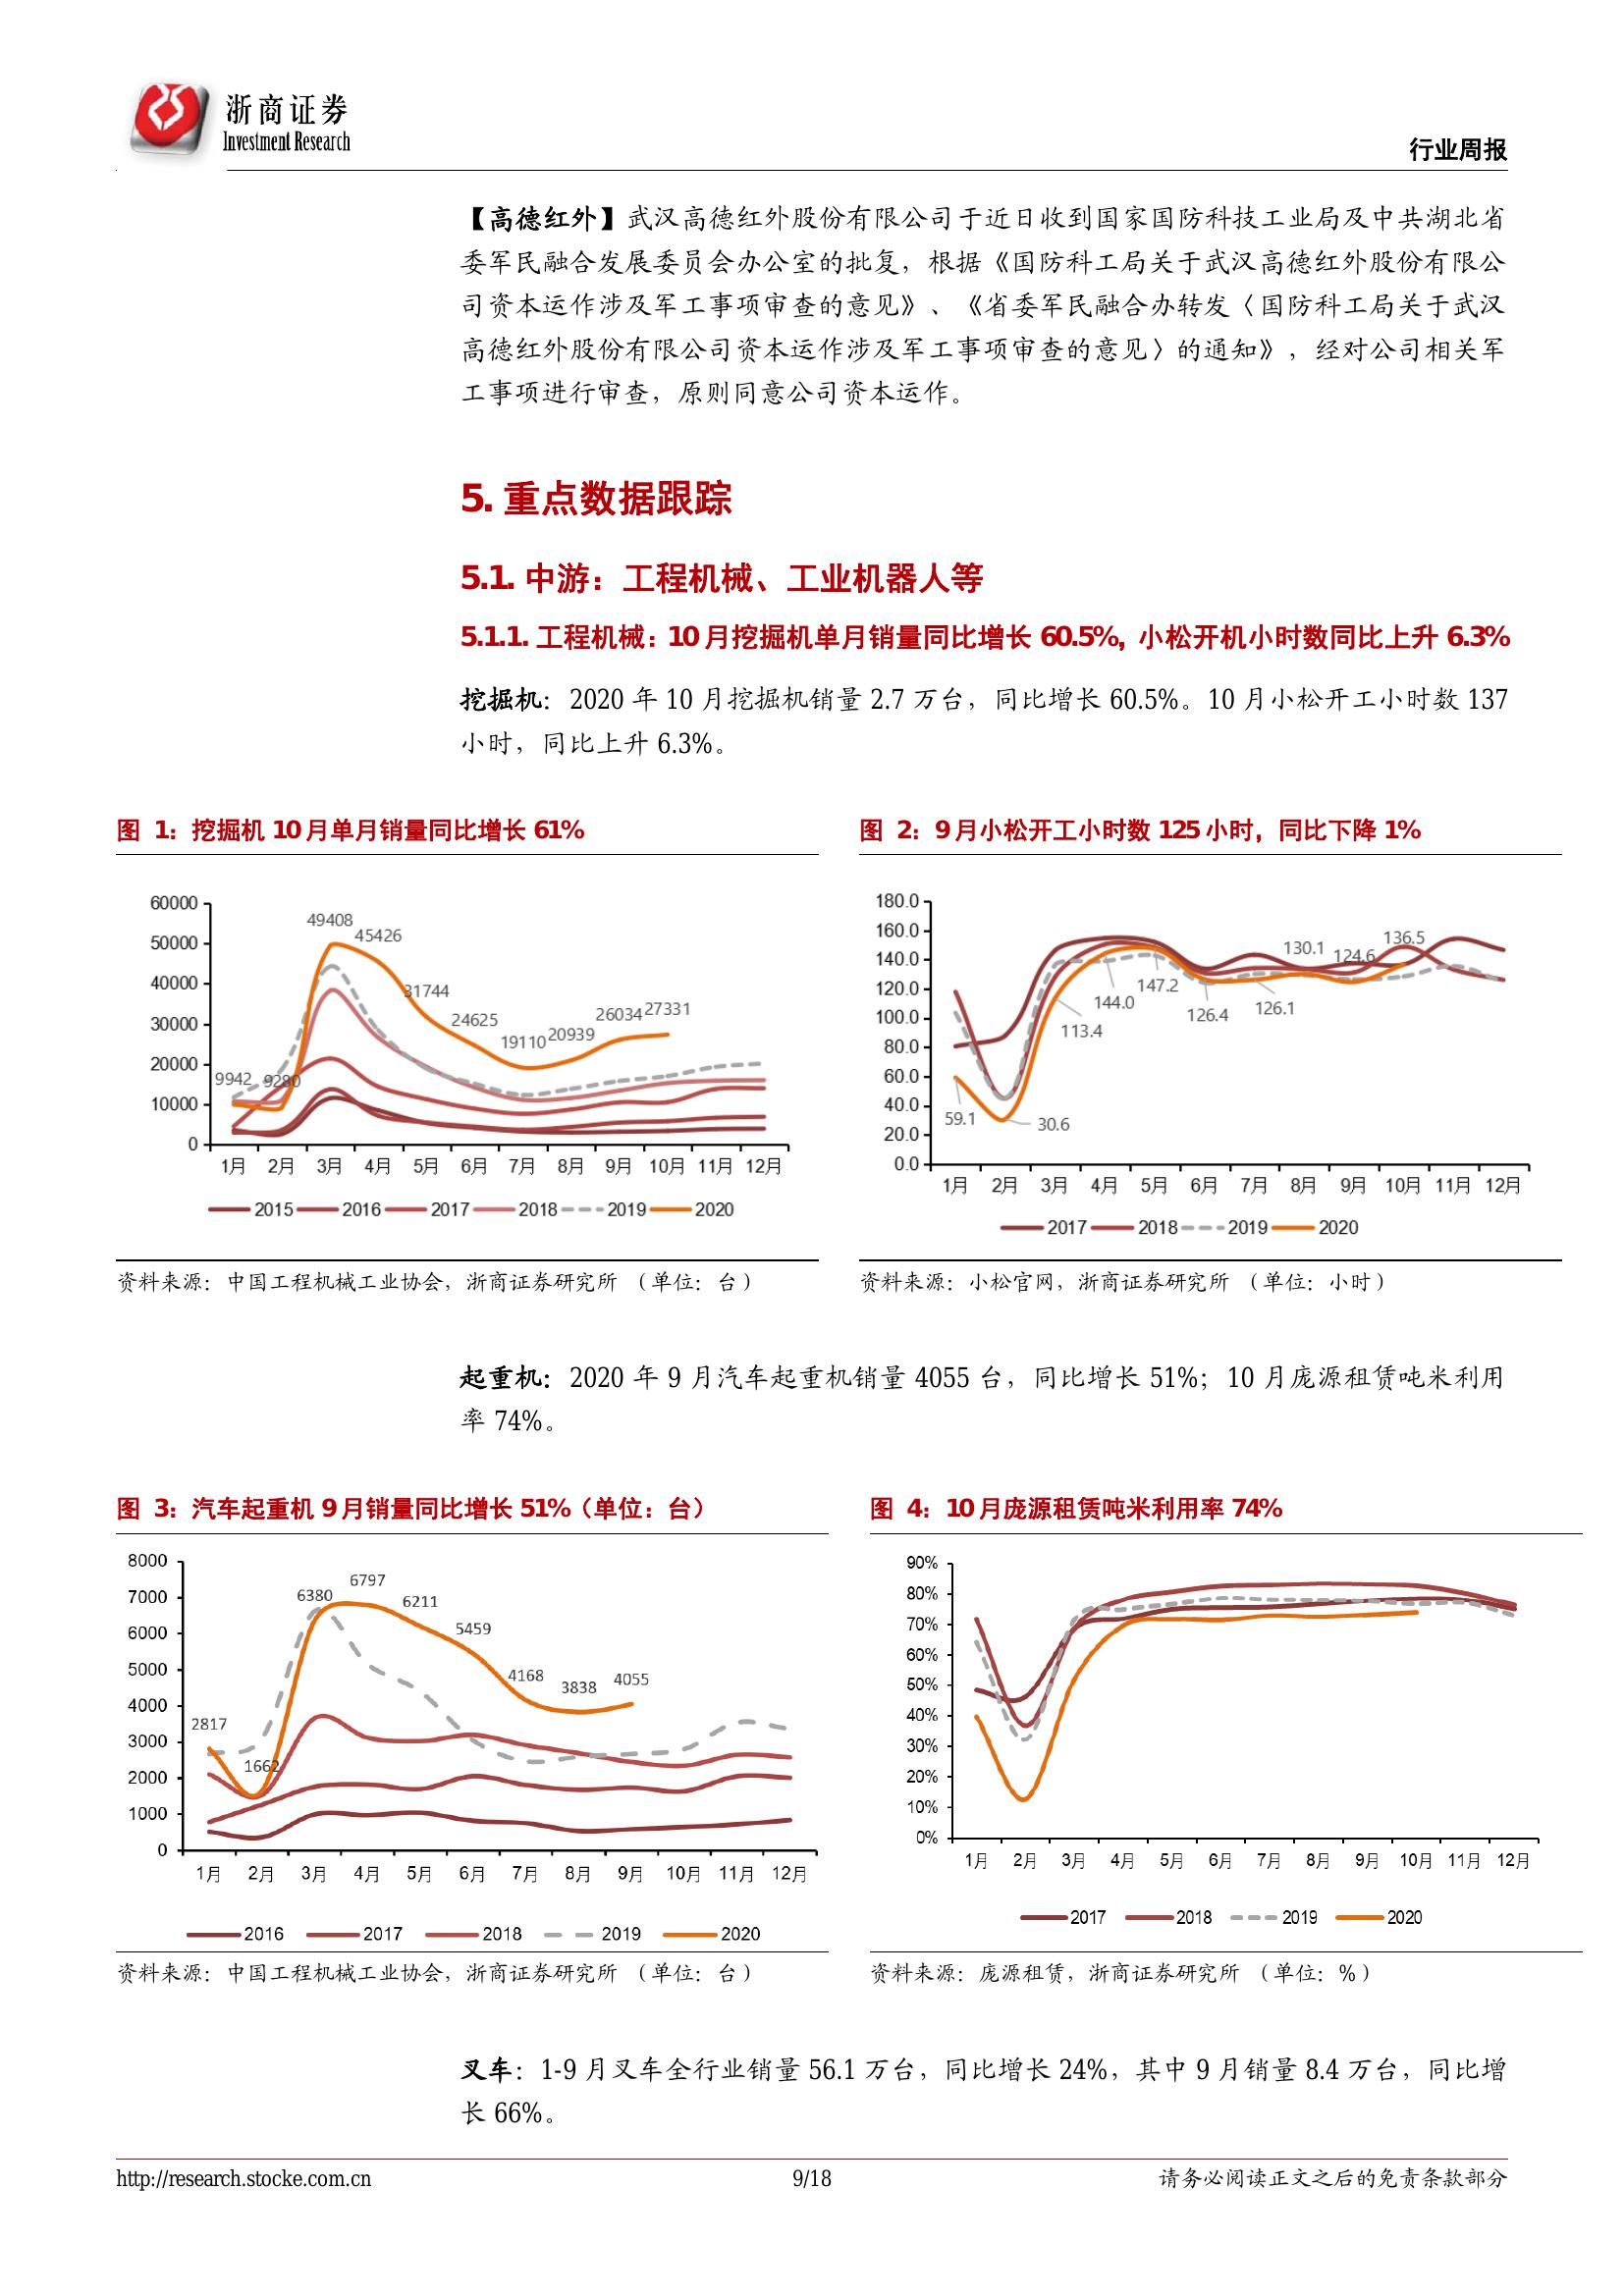 浙商证券
Investment Research
行业周报
【高德红外】武汉高德红外股份有限公司于近日收到国家国防科技工业局及中共湖北省
委军民融合发展委员会办公室的批复，根据《国防科工局关于武汉高德红外股份有限公
司资本运作涉及军工事项审查的意见》、《省委军民融合办转发〈国防科工局关于武汉
高德红外股份有限公司资本运作涉及军工事项审查的意见〉的通知》，经对公司相关军
工事项进行审查，原则同意公司资本运作。
5. 重点数据跟踪
5.1. 中游：工程机械、工业机器人等
5.1.1. 工程机械：10 月挖掘机单月销量同比增长 60.5%，小松开机小时数同比上升 6.3%
挖掘机：2020 年 10 月挖掘机销量 2.7 万台，同比增长 60.5%。10 月小松开工小时数 137
小时，同比上升 6.3%。
图 1：挖掘机 10 月单月销量同比增长 61%
60000
50000
40000
30000
20000
10000
0
9942
9280
49408
45426
31744
24625
19110
20939
26034
27331
1月 2月 3月 4月 5月 6月 7月 8月 9月 10月 11月 12月
2015 2016 2017 2018 2019 2020
资料来源：中国工程机械工业协会，浙商证券研究所 （单位：台）
图 2：9 月小松开工小时数 125 小时，同比下降 1%
180.0
160.0
140.0
120.0
100.0
80.0
60.0
40.0
20.0
0.0
59.1
30.6
113.4
144.0
147.2
126.4
126.1
130.1
124.6
136.5
1月 2月 3月 4月 5月 6月 7月 8月 9月 10月 11月 12月
2017 2018 2019 2020
资料来源：小松官网，浙商证券研究所 （单位：小时）
起重机：2020 年 9 月汽车起重机销量 4055 台，同比增长 51%；10 月庞源租赁吨米利用
率 74%。
图 3：汽车起重机 9 月销量同比增长 51%（单位：台）
8000
7000
6000
5000
4000
3000
2000
1000
0
2817
1662
6380
6797
6211
5459
4168
3838
4055
1月 2月 3月 4月 5月 6月 7月 8月 9月 10月 11月 12月
2016 2017 2018 2019 2020
资料来源：中国工程机械工业协会，浙商证券研究所 （单位：台）
图 4：10 月庞源租赁吨米利用率 74%
90%
80%
70%
60%
50%
40%
30%
20%
10%
0%
1月 2月 3月 4月 5月 6月 7月 8月 9月 10月 11月 12月
2017 2018 2019 2020
资料来源：庞源租赁，浙商证券研究所 （单位：%）
叉车：1-9 月叉车全行业销量 56.1 万台，同比增长 24%，其中 9 月销量 8.4 万台，同比增
长 66%。
http://research.stocke.com.cn
9/18
请务必阅读正文之后的免责条款部分